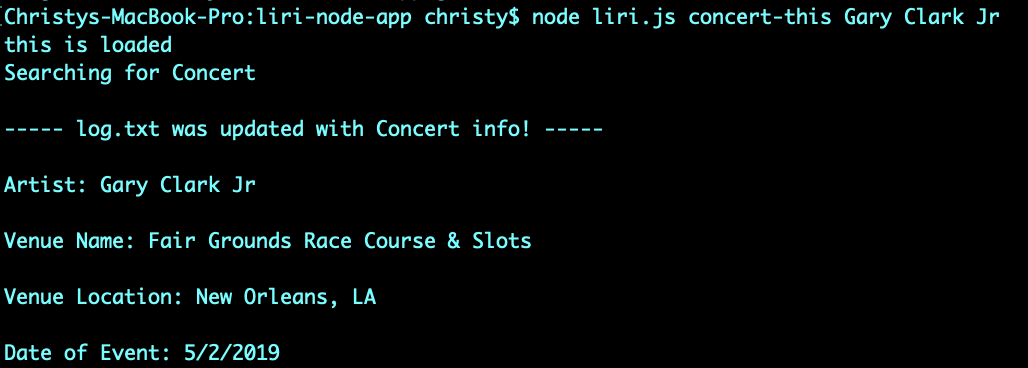 Christys-MacBook-Pro:liri-node-app christy$ node liri.js concert-this Gary Clark Jr
this is loaded
Searching for Concert
----- log.txt was updated with Concert info! -----
Artist: Gary Clark Jr
Venue Name: Fair Grounds Race Course & Slots
Venue Location: New Orleans, LA
Date of Event: 5/2/2019